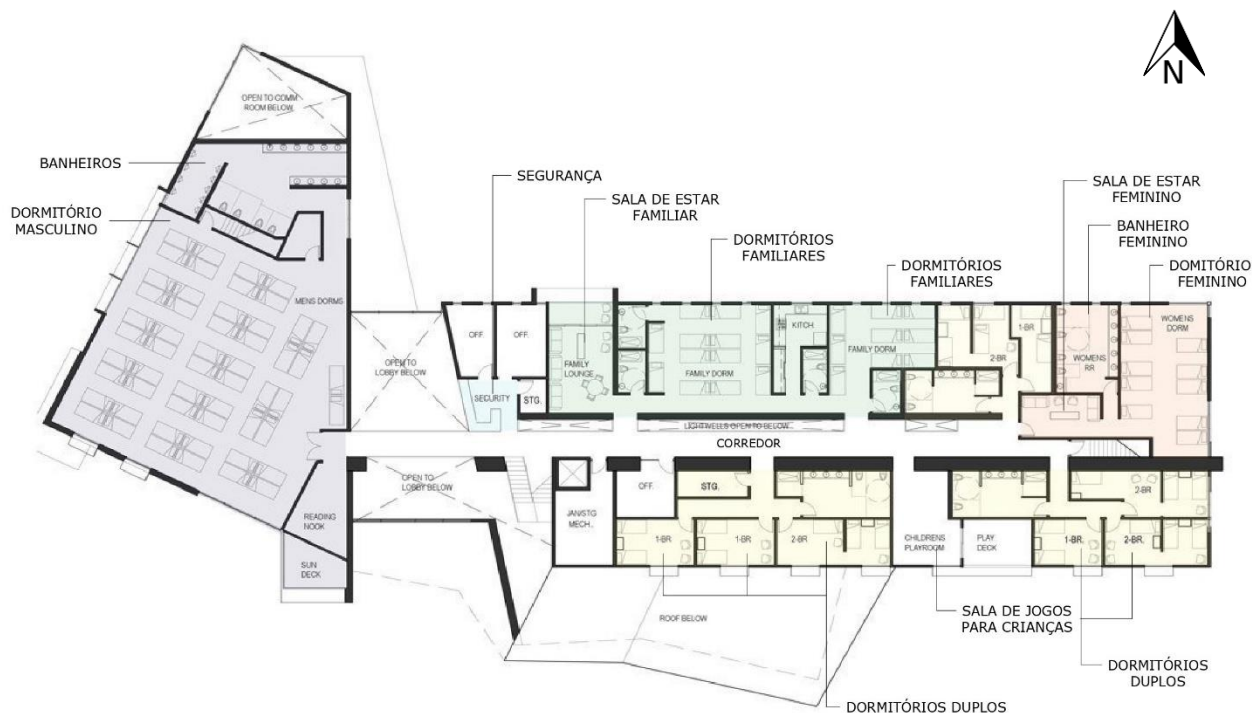 N
OPEN TO COMM
ROOM BELOW
BANHEIROS
DORMITÓRIO
MASCULINO
MENS DORMS
SEGURANÇA
SALA DE ESTAR
FAMILIAR
DORMITÓRIOS
FAMILIARES
DORMITÓRIOS
FAMILIARES
SALA DE ESTAR
FEMININO
BANHEIRO
FEMININO
DOMITÓRIO
FEMININO
OPEN TO
LOBBY BELOW
OFF.
OFF.
SECURITY
STG.
FAMILY
LOUNGE
FAMILY DORM
KITCH.
FAMILY DORM
2-BR
1-BR
WOMENS
RR
WOMENS
DORM
LIGHTWELLS OPEN TO BELOW
CORREDOR
OPEN TO
LOBBY BELOW
READING
NOOK
SUN
DECK
JAN/STG
MECH.
OFF.
STG.
1-BR
1-BR
2-BR
CHILDRENS
PLAYROOM
PLAY
DECK
2-BR
1-BR.
2-BR.
ROOF BELOW
SALA DE JOGOS
PARA CRIANÇAS
DORMITÓRIOS
DUPLOS
DORMITÓRIOS DUPLOS